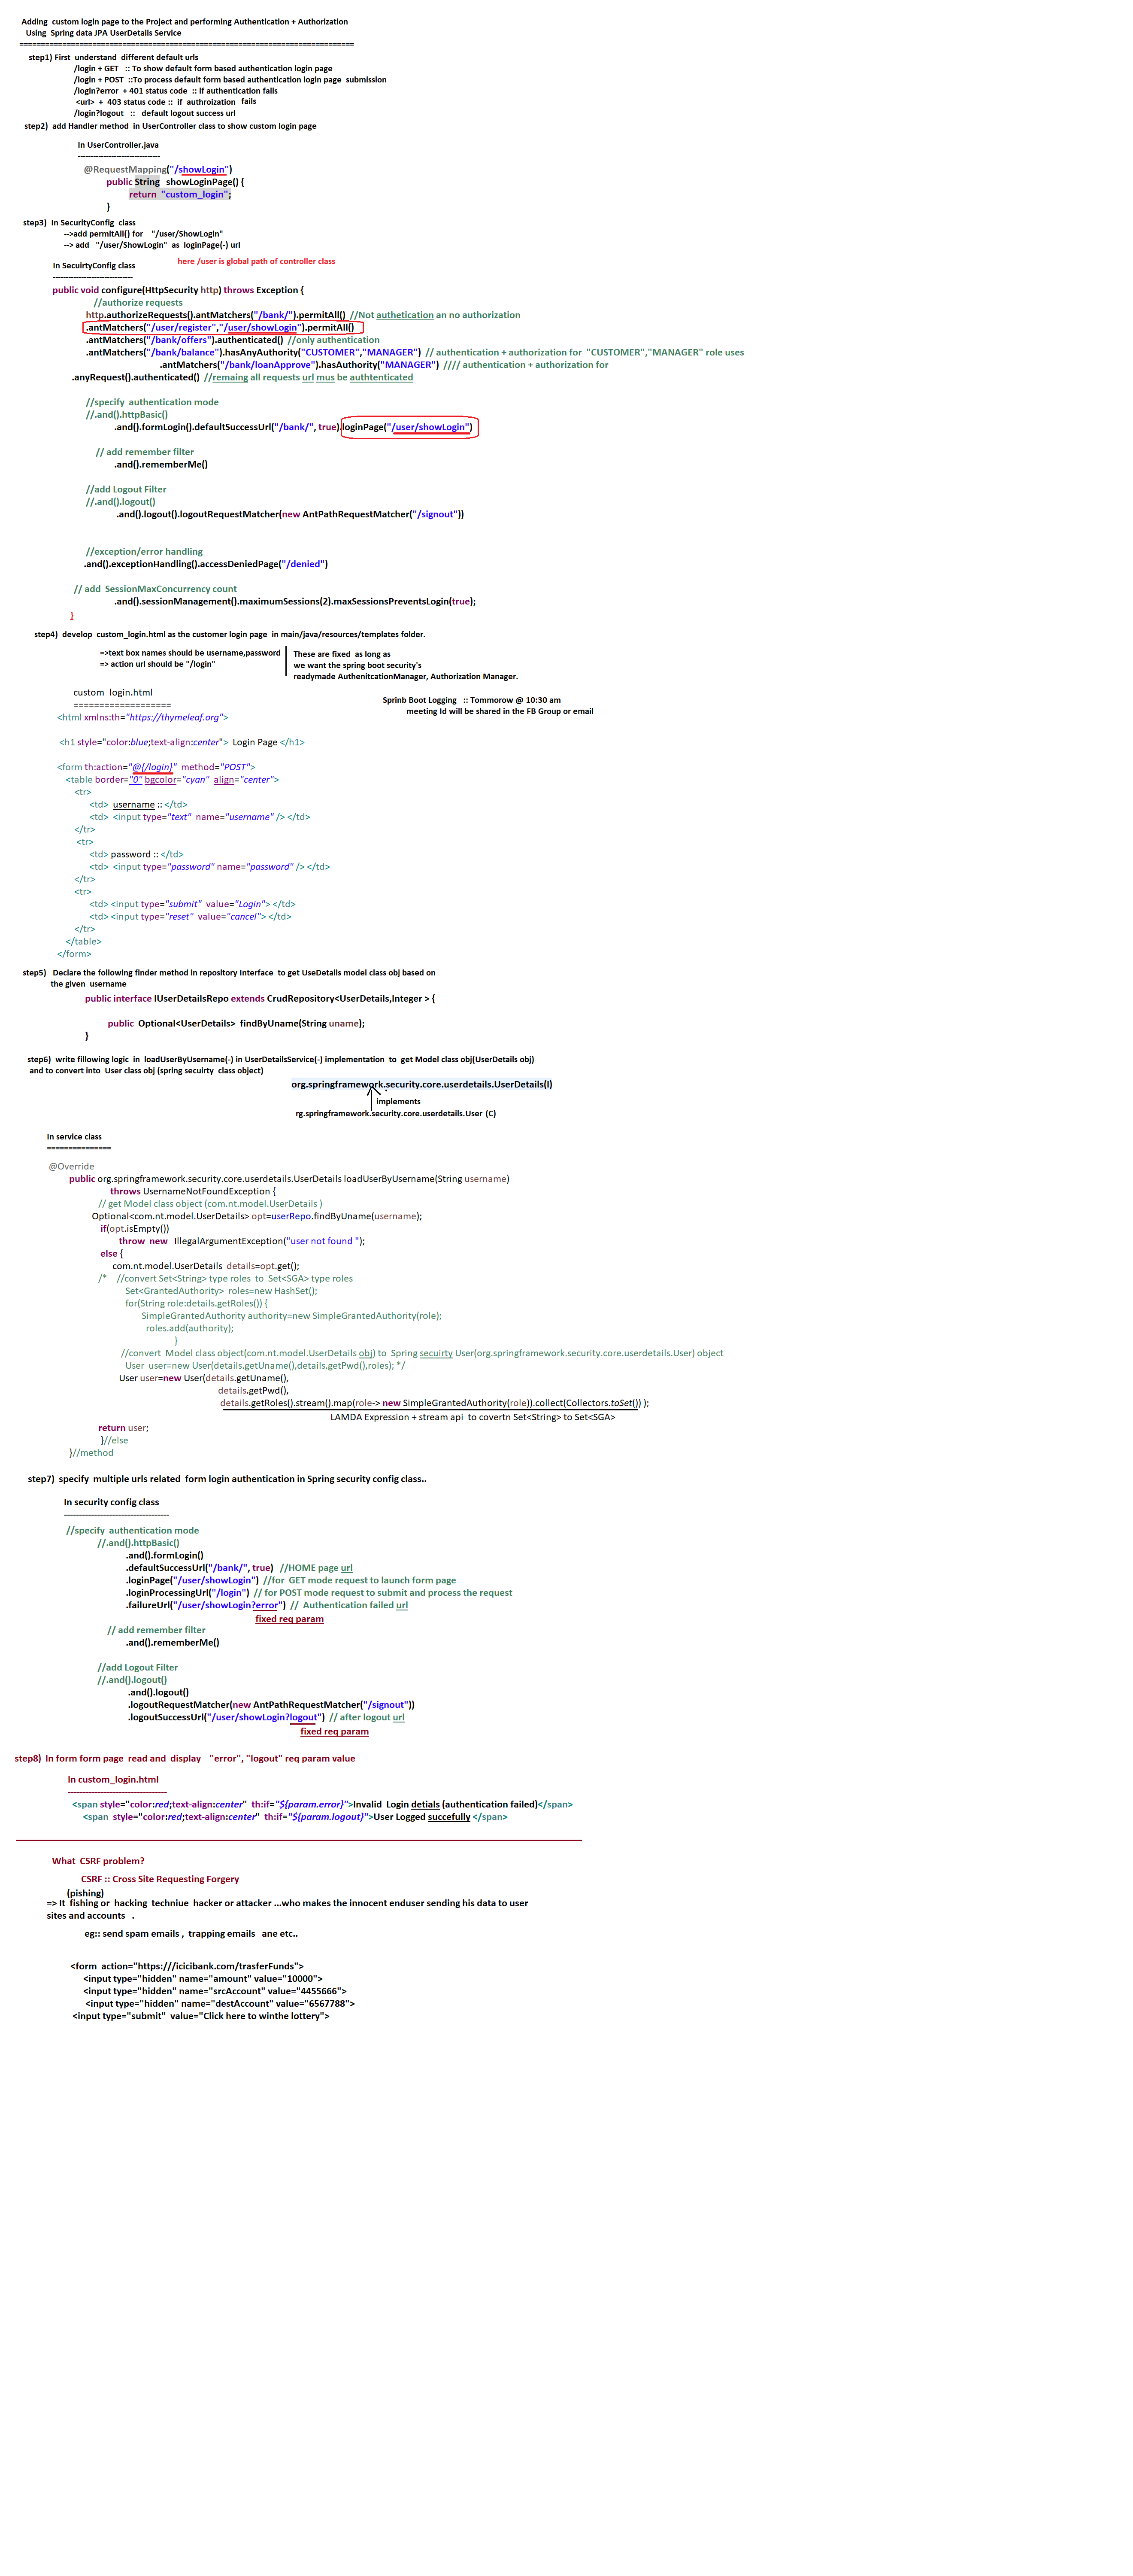 Adding custom login page to the Project and performing Authentication + Authorization
Using Spring data JPA UserDetails Service
==============================================================================
step1) First understand different default urls
/login + GET :: To show default form based authentication login page
/login + POST ::To process default form based authentication login page submission
/login?error + 401 status code :: if authentication fails
<url> + 403 status code :: if authroization fails
/login?logout :: default logout success url
step2) add Handler method in UserController class to show custom login page
In UserController.java
--------------------------------
@RequestMapping("/showLogin")
public String showLoginPage() {
return "custom_login";
}
step3) In SecurityConfig class
-->add permitAll() for "/user/ShowLogin"
--> add "/user/ShowLogin" as loginPage(-) url
here /user is global path of controller class
In SecuirtyConfig class
-------------------------------
public void configure(HttpSecurity http) throws Exception {
//authorize requests
http.authorizeRequests().antMatchers("/bank/").permitAll() //Not authetication an no authorization
.antMatchers("/user/register","/user/showLogin").permitAll()
.antMatchers("/bank/offers").authenticated() //only authentication
.antMatchers("/bank/balance").hasAnyAuthority("CUSTOMER","MANAGER") // authentication + authorization for "CUSTOMER","MANAGER" role uses
.antMatchers("/bank/loanApprove").hasAuthority("MANAGER") //// authentication + authorization for
.anyRequest().authenticated() //remaing all requests url mus be authtenticated
//specify authentication mode
//.and().httpBasic()
.and().formLogin().defaultSuccessUrl("/bank/", true).loginPage("/user/showLogin")
// add remember filter
.and().rememberMe()
//add Logout Filter
//.and().logout()
.and().logout().logoutRequestMatcher(new AntPathRequestMatcher("/signout"))
//exception/error handling
.and().exceptionHandling().accessDeniedPage("/denied")
// add SessionMaxConcurrency count
.and().sessionManagement().maximumSessions(2).maxSessionsPreventsLogin(true);
}
step4) develop custom_login.html as the customer login page in main/java/resources/templates folder.
=>text box names should be username,password
=> action url should be "/login"
These are fixed as long as
we want the spring boot security's
readymade AuthenitcationManager, Authorization Manager.
custom_login.html
===================
Sprinb Boot Logging :: Tommorow @ 10:30 am
meeting Id will be shared in the FB Group or email
<html xmlns:th="https://thymeleaf.org">
<h1 style="color:blue;text-align:center"> Login Page </h1>
<form th:action="@{/login}" method="POST">
<table border="0" bgcolor="cyan" align="center">
<tr>
<td> username :: </td>
<td> <input type="text" name="username" /> </td>
</tr>
<tr>
<td> password :: </td>
<td> <input type="password" name="password" /> </td>
</tr>
<tr>
<td> <input type="submit" value="Login"> </td>
<td> <input type="reset" value="cancel"> </td>
</tr>
</table>
</form>
step5) Declare the following finder method in repository Interface to get UseDetails model class obj based on
the given username
public interface IUserDetailsRepo extends CrudRepository<UserDetails,Integer > {
public Optional<UserDetails> findByUname(String uname);
}
step6) write fillowing logic in loadUserByUsername(-) in UserDetailsService(-) implementation to get Model class obj(UserDetails obj)
and to convert into User class obj (spring secuirty class object)
org.springframework.security.core.userdetails.UserDetails(I)
implements
rg.springframework.security.core.userdetails.User (C)
In service class
===============
@Override
public org.springframework.security.core.userdetails.UserDetails loadUserByUsername(String username)
throws UsernameNotFoundException {
// get Model class object (com.nt.model.UserDetails )
Optional<com.nt.model.UserDetails> opt=userRepo.findByUname(username);
if(opt.isEmpty())
throw new IllegalArgumentException("user not found ");
else {
com.nt.model.UserDetails details=opt.get();
/* //convert Set<String> type roles to Set<SGA> type roles
Set<GrantedAuthority> roles=new HashSet();
for(String role:details.getRoles()) {
SimpleGrantedAuthority authority=new SimpleGrantedAuthority(role);
roles.add(authority);
}
//convert Model class object(com.nt.model.UserDetails obj) to Spring secuirty User(org.springframework.security.core.userdetails.User) object
User user=new User(details.getUname(),details.getPwd(),roles); */
User user=new User(details.getUname(),
details.getPwd(),
details.getRoles().stream().map(role-> new SimpleGrantedAuthority(role)).collect(Collectors.toSet()) );
LAMDA Expression + stream api to covertn Set<String> to Set<SGA>
return user;
}//else
}//method
step7) specify multiple urls related form login authentication in Spring security config class..
In security config class
-----------------------------------
//specify authentication mode
//.and().httpBasic()
.and().formLogin()
.defaultSuccessUrl("/bank/", true) //HOME page url
.loginPage("/user/showLogin") //for GET mode request to launch form page
.loginProcessingUrl("/login") // for POST mode request to submit and process the request
.failureUrl("/user/showLogin?error") // Authentication failed url
fixed req param
// add remember filter
.and().rememberMe()
//add Logout Filter
//.and().logout()
.and().logout()
.logoutRequestMatcher(new AntPathRequestMatcher("/signout"))
.logoutSuccessUrl("/user/showLogin?logout") // after logout url
fixed req param
step8) In form form page read and display "error", "logout" req param value
In custom_login.html
---------------------------------
<span style="color:red;text-align:center" th:if="${param.error}">Invalid Login detials (authentication failed)</span>
<span style="color:red;text-align:center" th:if="${param.logout}">User Logged succefully </span>
What CSRF problem?
CSRF :: Cross Site Requesting Forgery
(pishing)
=> It fishing or hacking techniue hacker or attacker ...who makes the innocent enduser sending his data to user
sites and accounts .
eg:: send spam emails , trapping emails ane etc..
<form action="https:///icicibank.com/trasferFunds">
<input type="hidden" name="amount" value="10000">
<input type="hidden" name="srcAccount" value="4455666">
<input type="hidden" name="destAccount" value="6567788">
<input type="submit" value="Click here to winthe lottery">